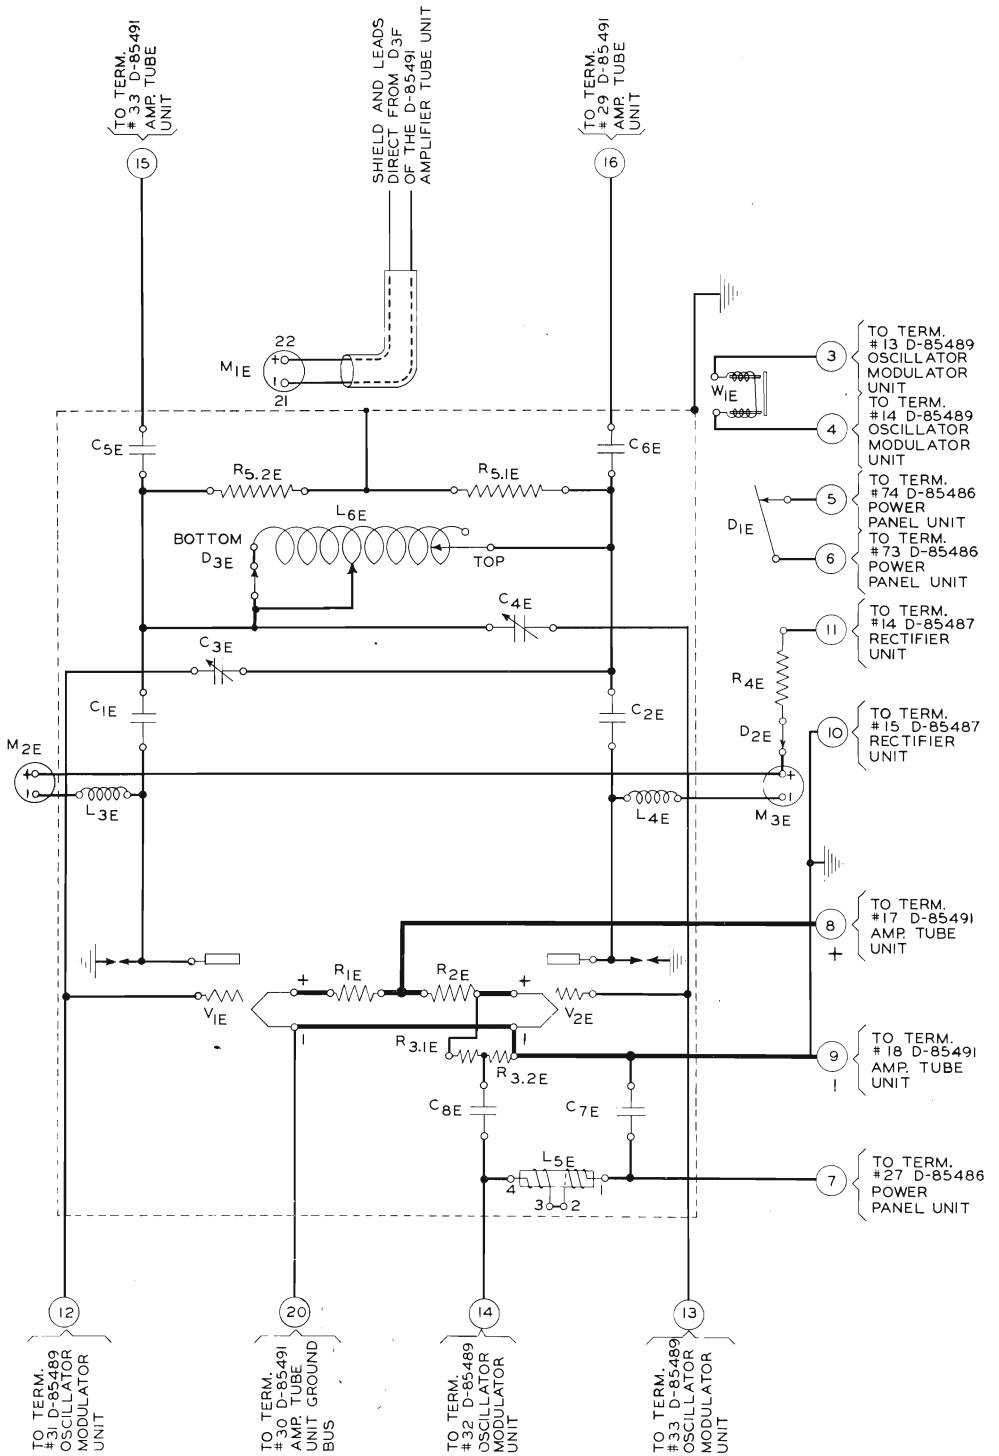 TO TERM.
# 33 D-85491
AMP. TUBE
UNIT
15
SHIELD AND LEADS
DIRECT FROM D3F
OF THE D-85491
AMPLIFIER TUBE UNIT
TO TERM.
# 29 D-85491
AMP. TUBE
UNIT
16
22
M1E
+
-
21
W1E
3
TO TERM.
#13 D-85489
OSCILLATOR
MODULATOR
UNIT
4
TO TERM.
#14 D-85489
OSCILLATOR
MODULATOR
UNIT
D1E
5
TO TERM.
#74 D-85486
POWER
PANEL UNIT
6
TO TERM.
#73 D-85486
POWER
PANEL UNIT
C5E
R5.2E
R5.1E
C6E
L6E
BOTTOM
D3E
TOP
C4E
C3E
R4E
11
TO TERM.
#14 D-85487
RECTIFIER
UNIT
C1E
C2E
D2E
10
TO TERM.
#15 D-85487
RECTIFIER
UNIT
M2E
+
-
L3E
L4E
+
-
M3E
8
+
TO TERM.
#17 D-85491
AMP. TUBE
UNIT
V1E
+
R1E
R2E
+
V2E
-
-
R3.1E
R3.2E
9
-
TO TERM.
#18 D-85491
AMP. TUBE
UNIT
C8E
C7E
L5E
4
3
2
1
7
TO TERM.
#27 D-85486
POWER
PANEL UNIT
12
TO TERM.
#31 D-85489
OSCILLATOR
MODULATOR
UNIT
20
TO TERM.
#30 D-85491
AMP. TUBE
UNIT GROUND
BUS
14
TO TERM.
#32 D-85489
OSCILLATOR
MODULATOR
UNIT
13
TO TERM.
#33 D-85489
OSCILLATOR
MODULATOR
UNIT